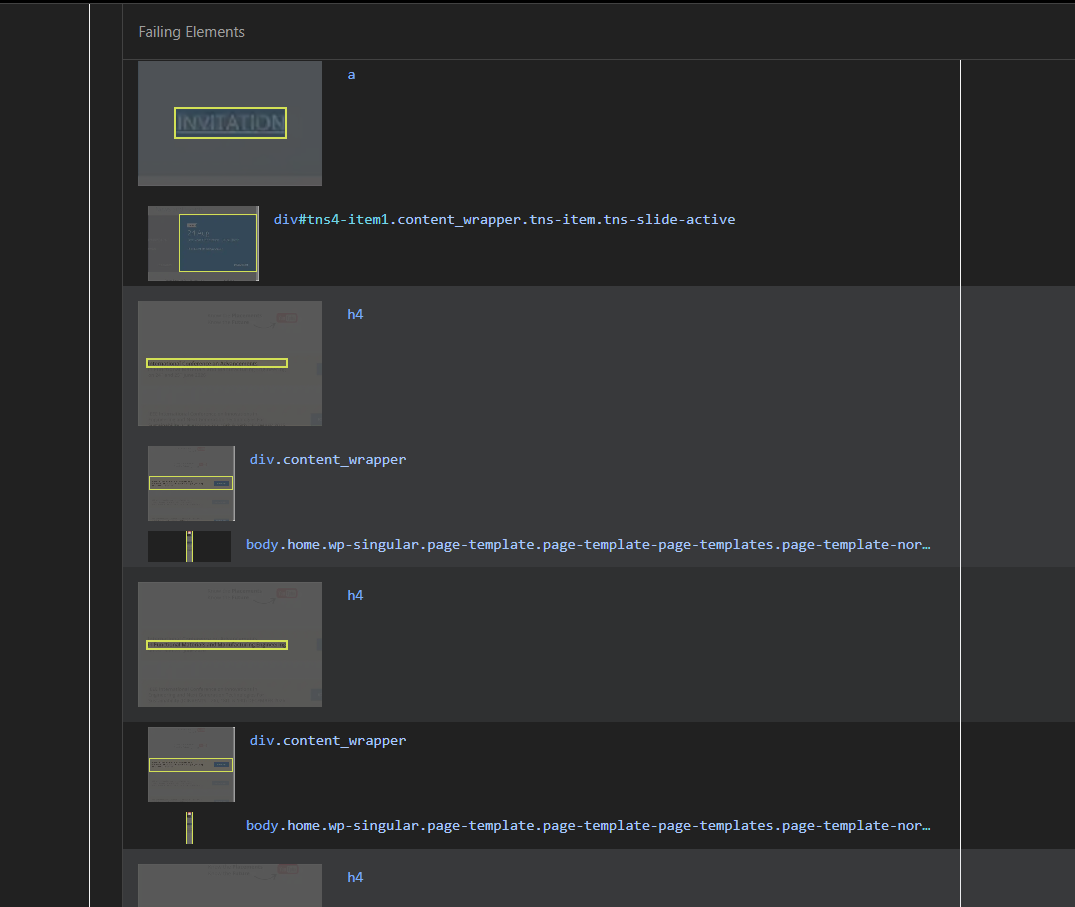 Failing Elements
a
INVITATION
div#tns4-item1.content_wrapper.tns-item.tns-slide-active
h4
div.content_wrapper
body.home.wp-singular.page-template.page-template-page-templates.page-template-nor…
h4
div.content_wrapper
body.home.wp-singular.page-template.page-template-page-templates.page-template-nor…
h4